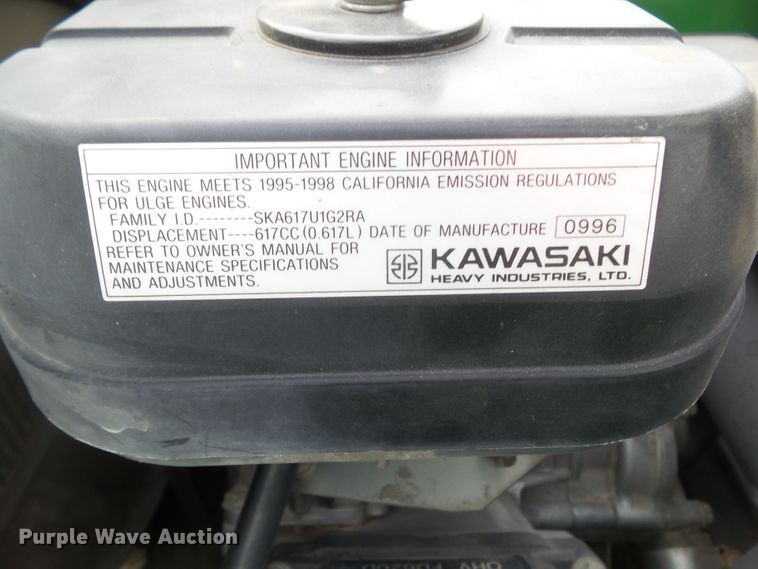 IMPORTANT ENGINE INFORMATION
THIS ENGINE MEETS 1995-1998 CALIFORNIA EMISSION REGULATIONS
FOR ULGE ENGINES.
FAMILY I.D.--------SKA617U1G2RA
DISPLACEMENT----617CC(0.617L) DATE OF MANUFACTURE 0996
REFER TO OWNER'S MANUAL FOR
MAINTENANCE SPECIFICATIONS
AND ADJUSTMENTS.
KAWASAKI
HEAVY INDUSTRIES, LTD.
OHV FD620D
Purple Wave Auction